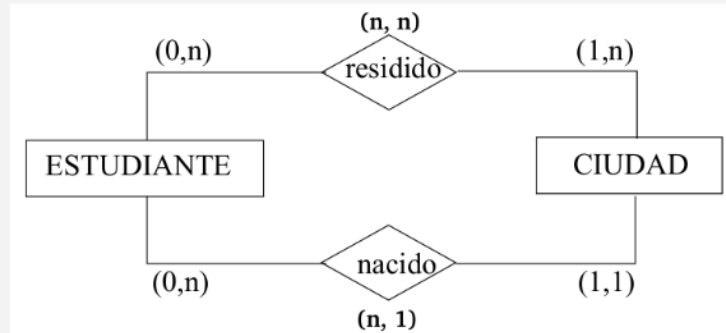 (n, n)
(0,n)
(1,n)
residido
ESTUDIANTE
CIUDAD
nacido
(0,n)
(1,1)
(n, 1)